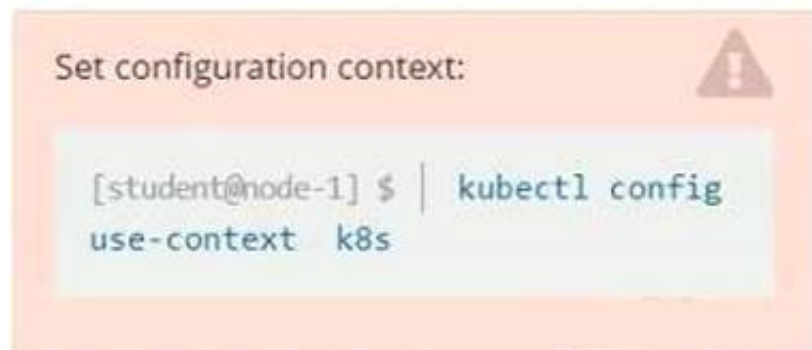 Set configuration context:
[student@node-1] $ | kubectl config
use-context k8s